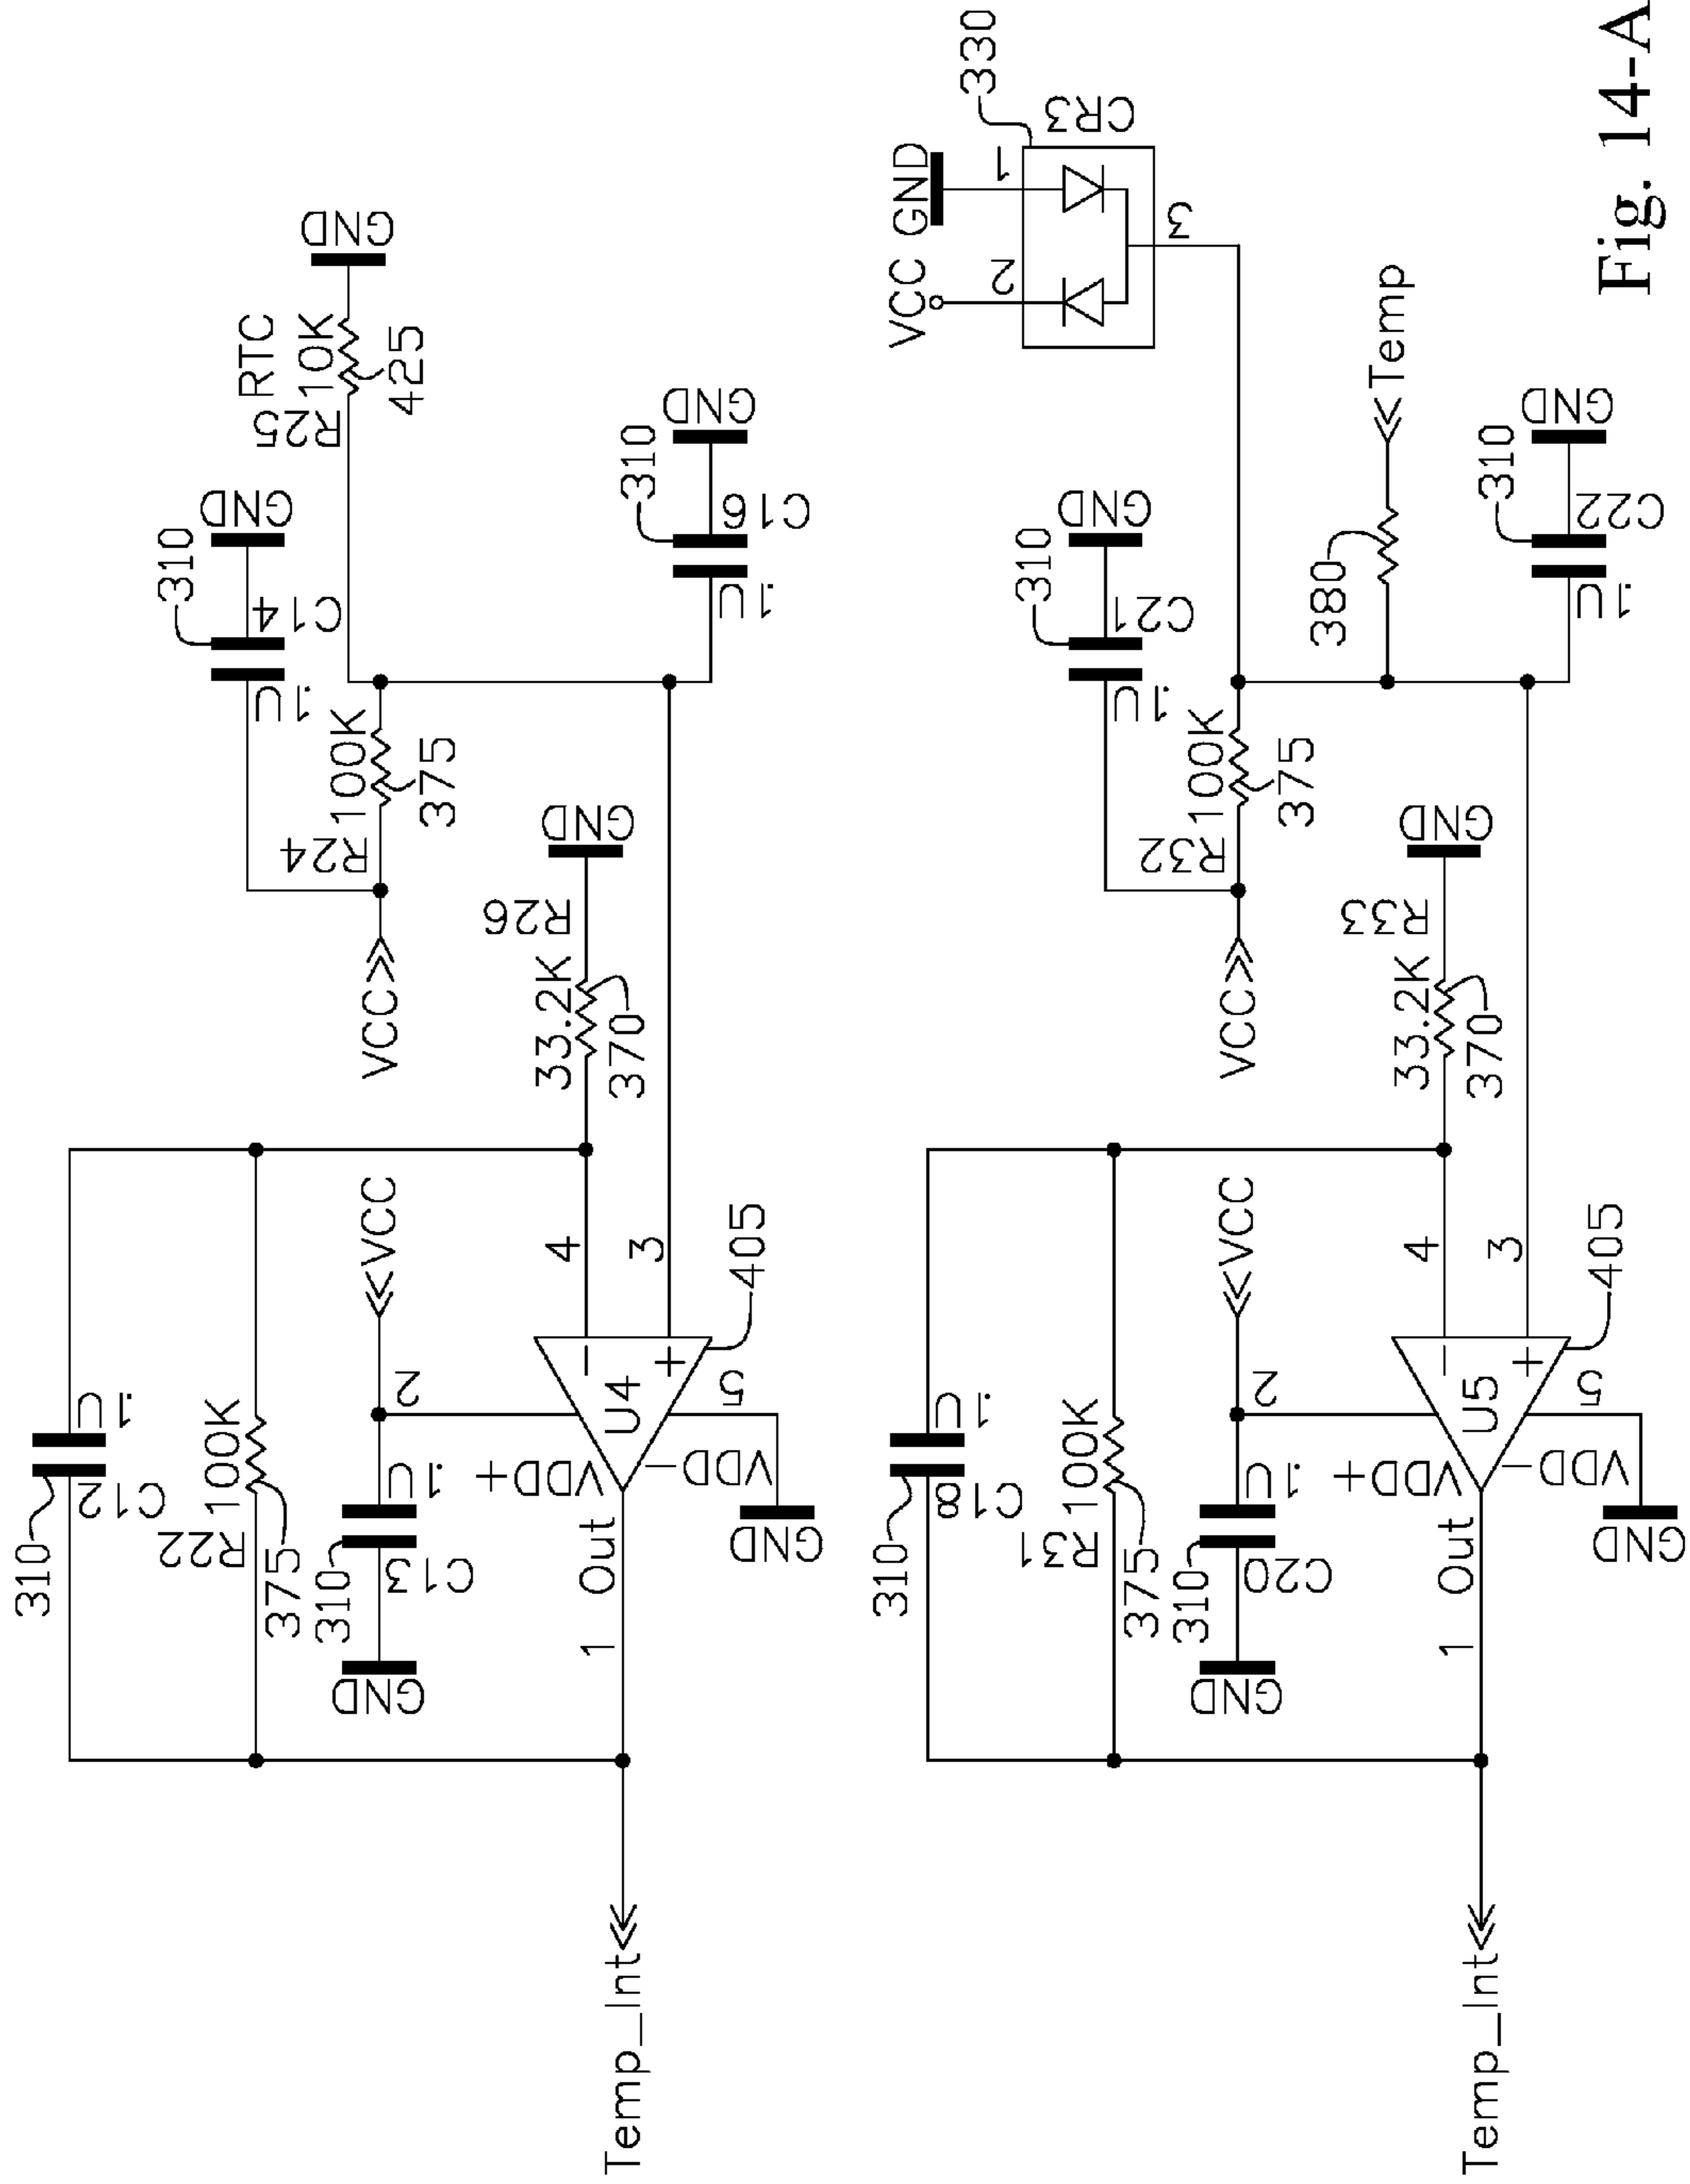 310
C12
.1U
R22
100K
375
310
C13
.1U
GND
VCC
2
VDD+
U4
−
+
4
3
Out
1
VDD−
5
GND
405
Temp_Int
VCC
R24
100K
375
310
C14
.1U
GND
RTC
R25
10K
425
GND
33.2K
R26
370
GND
310
C16
.1U
GND
310
C18
.1U
R31
100K
375
310
C20
.1U
GND
VCC
2
VDD+
U5
−
+
4
3
Out
1
VDD−
5
GND
405
Temp_Int
VCC
R32
100K
375
310
C21
.1U
GND
VCC
GND
2
1
3
CR3
330
33.2K
R33
370
GND
380
Temp
310
C22
.1U
GND
Fig. 14-A